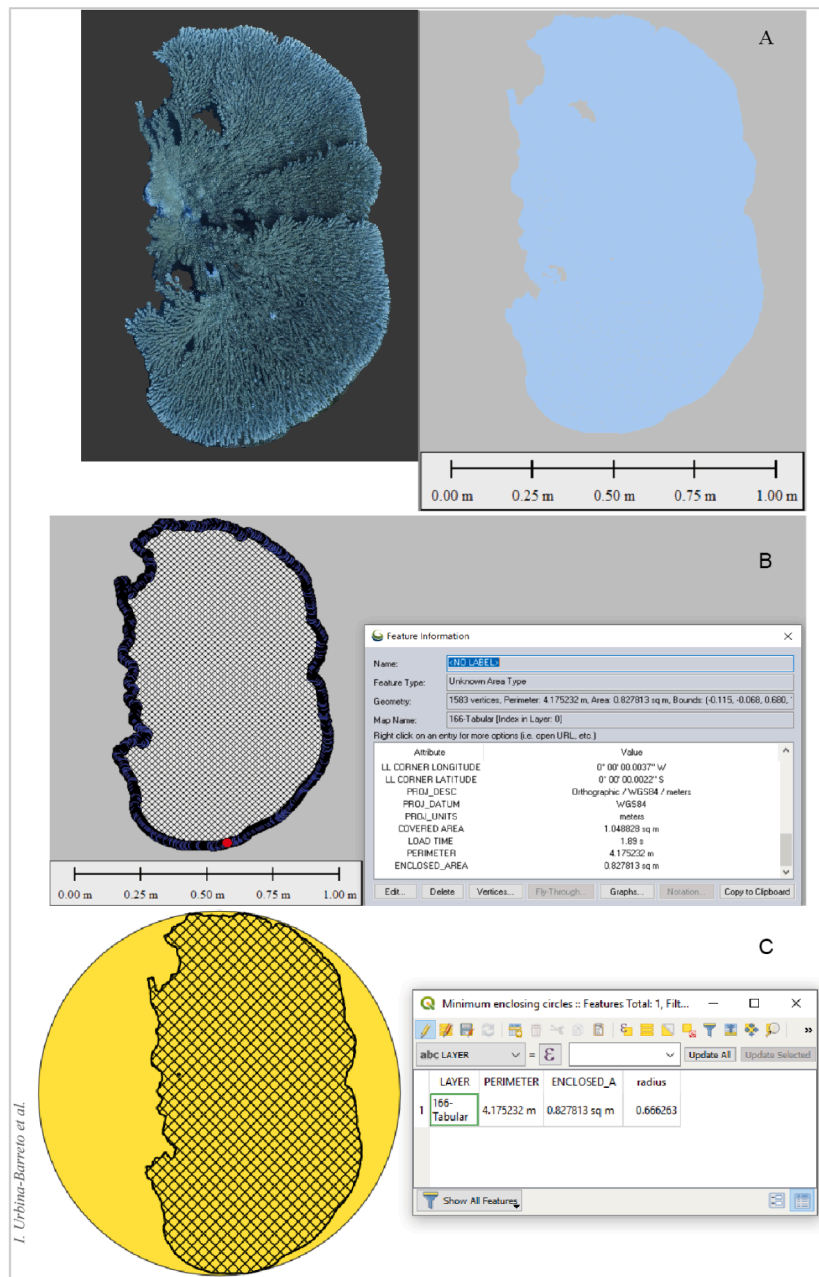 A
0.00 m 0.25 m 0.50 m 0.75 m 1.00 m
B
Feature Information
Name: <NO LABEL>
Feature Type: Unknown Area Type
Geometry: 1583 vertices, Perimeter: 4.175232 m, Area: 0.827813 sq m, Bounds: (-0.115, -0.068, 0.680,
Map Name: 166-Tabular [Index in Layer: 0]
Right click on an entry for more options (i.e. open URL, etc.)
Attribute Value
LL CORNER LONGITUDE 0° 00' 00.0037" W
LL CORNER LATITUDE 0° 00' 00.0022" S
PROJ_DESC Orthographic / WGS84 / meters
PROJ_DATUM WGS84
PROJ_UNITS meters
COVERED AREA 1.048828 sq m
LOAD TIME 1.89 s
PERIMETER 4.175232 m
ENCLOSED_AREA 0.827813 sq m
Edit... Delete Vertices... Fly-Through... Graphs... Notation... Copy to Clipboard
0.00 m 0.25 m 0.50 m 0.75 m 1.00 m
C
Minimum enclosing circles :: Features Total: 1, Filt...
abc LAYER = ε Update All Update Selected
LAYER PERIMETER ENCLOSED_A radius
1 166-Tabular 4.175232 m 0.827813 sq m 0.666263
Show All Features
I. Urbina-Barreto et al.